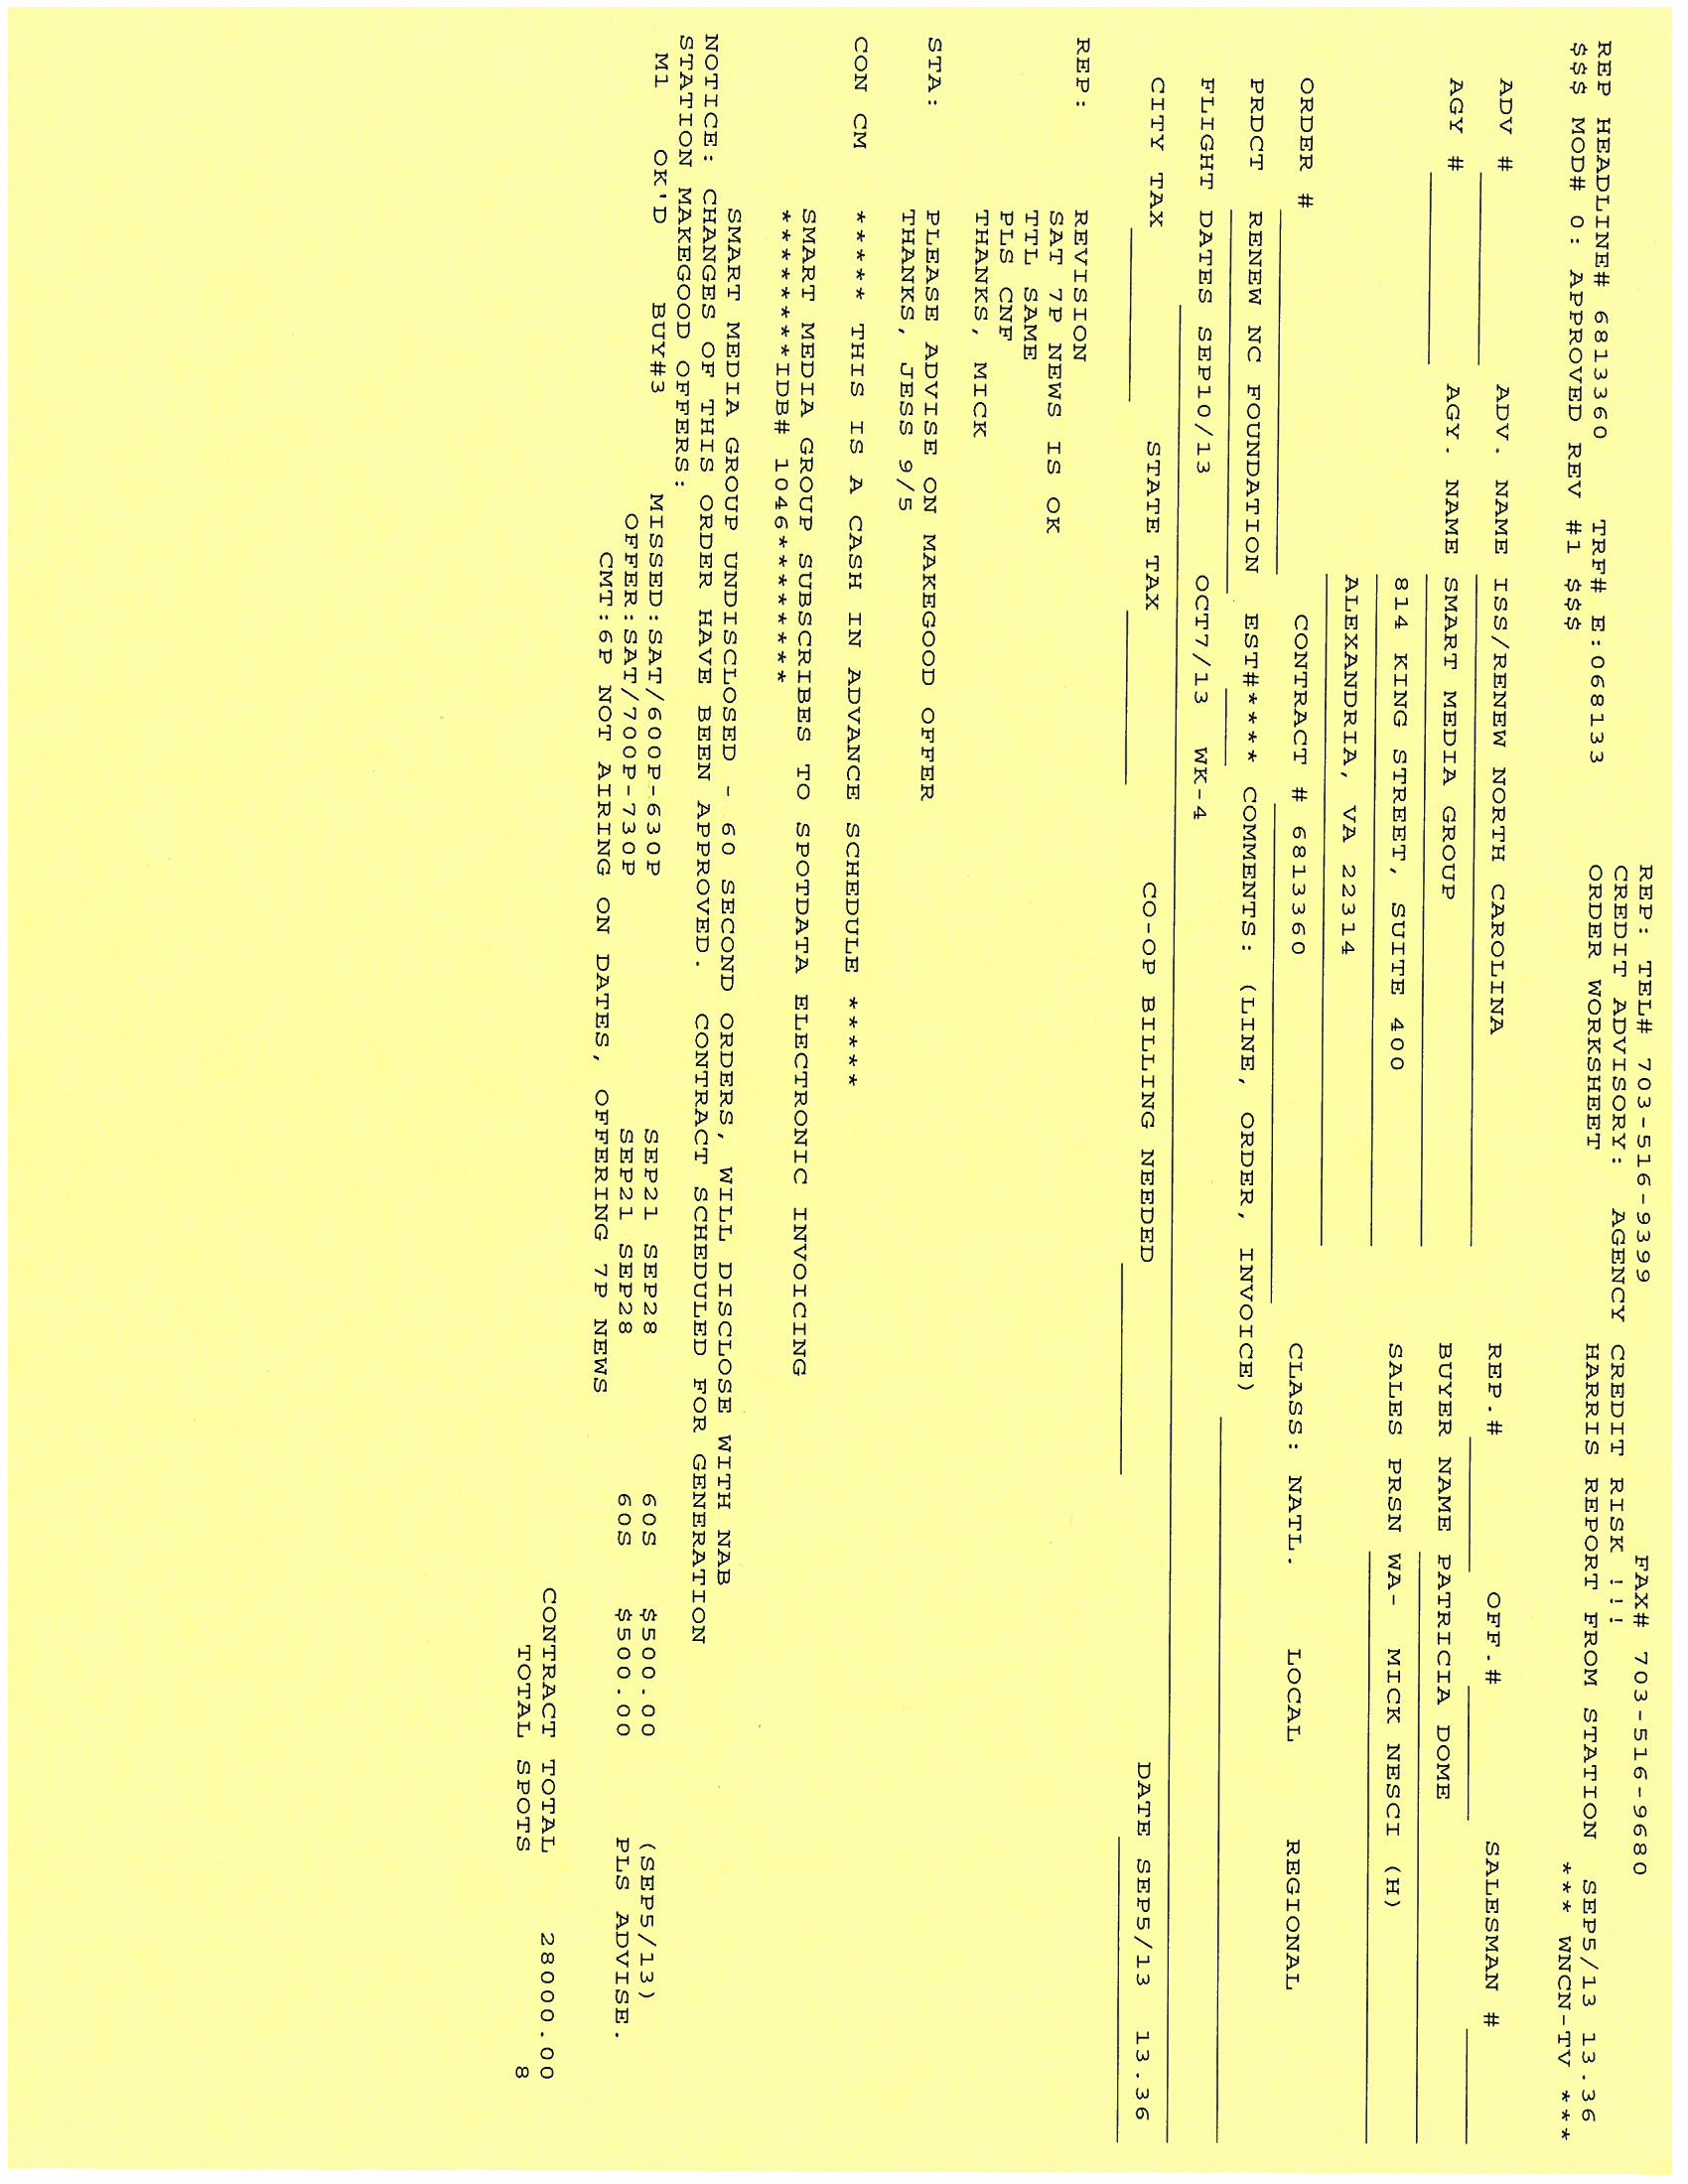 REP: TEL# 703-516-9399 FAX# 703-516-9680
CREDIT ADVISORY: AGENCY CREDIT RISK !!!
REP HEADLINE# 6813360 TRF# E:068133 ORDER WORKSHEET HARRIS REPORT FROM STATION SEP5/13 13.36
$$$ MOD# 0: APPROVED REV #1 $$$ *** WNCN-TV ***
ADV # ADV. NAME ISS/RENEW NORTH CAROLINA REP.# OFF.# SALESMAN #
AGY # AGY. NAME SMART MEDIA GROUP BUYER NAME PATRICIA DOME
814 KING STREET, SUITE 400 SALES PRSN WA- MICK NESCI (H)
ALEXANDRIA, VA 22314
ORDER # CONTRACT # 6813360 CLASS: NATL. LOCAL REGIONAL
PRDCT RENEW NC FOUNDATION EST#**** COMMENTS: (LINE, ORDER, INVOICE)
FLIGHT DATES SEP10/13 OCT7/13 WK-4
CITY TAX STATE TAX CO-OP BILLING NEEDED DATE SEP5/13 13.36
REP: REVISION
SAT 7P NEWS IS OK
TTL SAME
PLS CNF
THANKS, MICK
STA: PLEASE ADVISE ON MAKEGOOD OFFER
THANKS, JESS 9/5
CON CM ***** THIS IS A CASH IN ADVANCE SCHEDULE *****
SMART MEDIA GROUP SUBSCRIBES TO SPOTDATA ELECTRONIC INVOICING
********IDB# 1046********
SMART MEDIA GROUP UNDISCLOSED - 60 SECOND ORDERS, WILL DISCLOSE WITH NAB
NOTICE: CHANGES OF THIS ORDER HAVE BEEN APPROVED. CONTRACT SCHEDULED FOR GENERATION
STATION MAKEGOOD OFFERS:
M1 OK'D BUY#3 MISSED:SAT/600P-630P SEP21 SEP28 60S $500.00 (SEP5/13)
OFFER:SAT/700P-730P SEP21 SEP28 60S $500.00 PLS ADVISE.
CMT:6P NOT AIRING ON DATES, OFFERING 7P NEWS
CONTRACT TOTAL 28000.00
TOTAL SPOTS 8